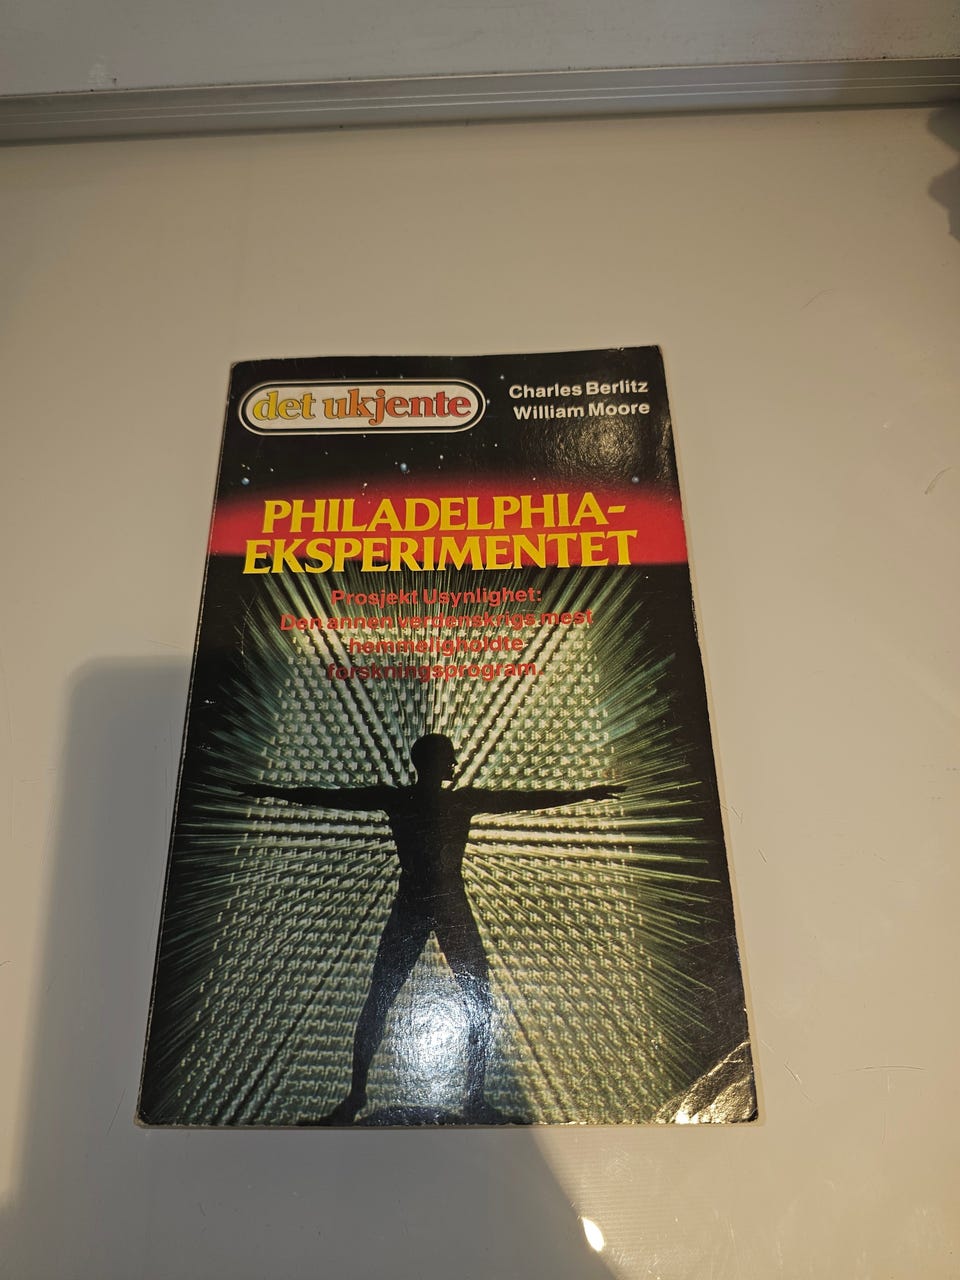 det ukjente
Charles Berlitz
William Moore
PHILADELPHIA-
EKSPERIMENTET
Prosjekt Usynlighet:
Den annen verdenskrigs mest
hemmeligholdte
forskningsprogram.